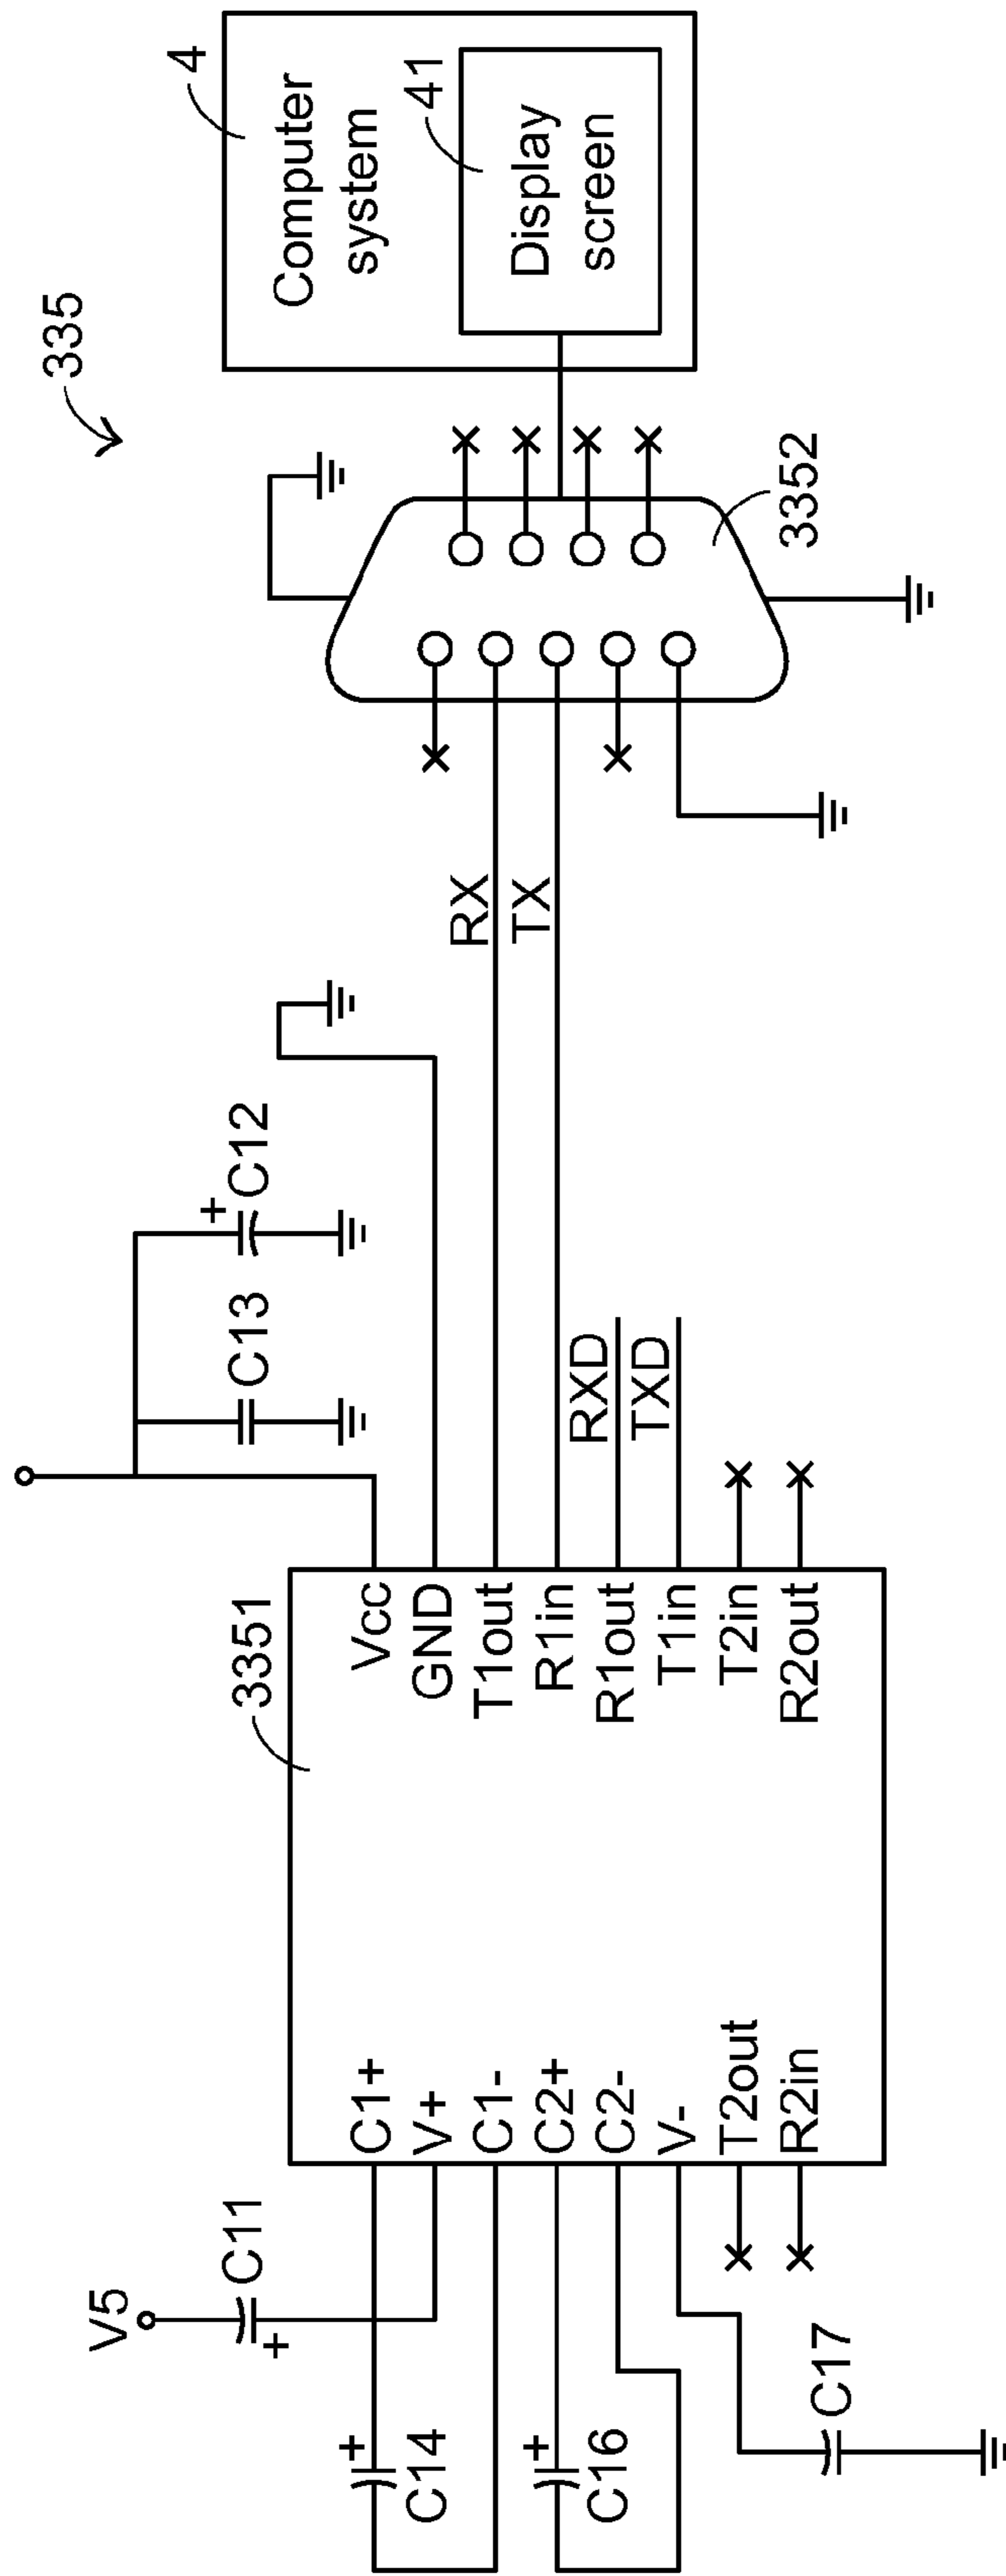 335
4
Computer
system
41
Display
screen
3352
RX
TX
C12
+
C13
RXD
TXD
3351
Vcc
GND
T1out
R1in
R1out
T1in
T2in
R2out
C1+
V+
C1-
C2+
C2-
V-
T2out
R2in
V5
C11
+
C14
+
C16
+
C17